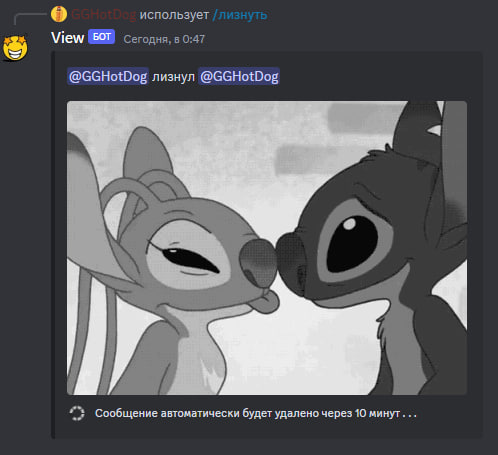 GGHotDog использует /лизнуть
View БОТ Сегодня, в 0:47
@GGHotDog лизнул @GGHotDog
Сообщение автоматически будет удалено через 10 минут...